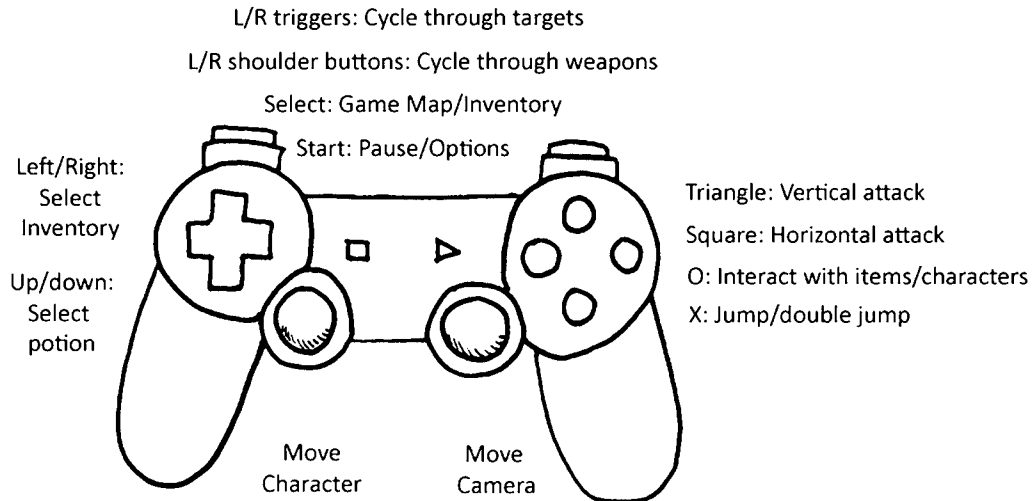 L/R triggers: Cycle through targets
L/R shoulder buttons: Cycle through weapons
Select: Game Map/Inventory
Start: Pause/Options
Left/Right:
Select
Inventory
Up/down:
Select
potion
Triangle: Vertical attack
Square: Horizontal attack
O: Interact with items/characters
X: Jump/double jump
Move
Character
Move
Camera